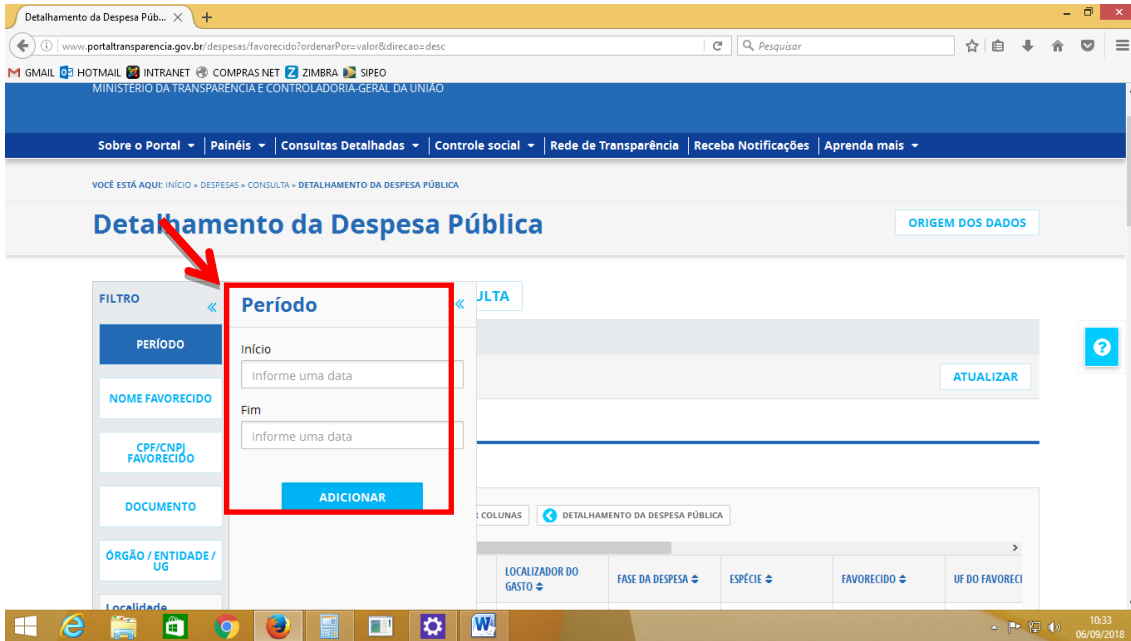 Detalhamento da Despesa Púb...
www.portaltransparencia.gov.br/despesas/favorecido?ordenarPor=valor&direcao=desc
Pesquisar
GMAIL HOTMAIL INTRANET COMPRAS NET ZIMBRA SIPEO
MINISTÉRIO DA TRANSPARÊNCIA E CONTROLADORIA-GERAL DA UNIÃO
Sobre o Portal Painéis Consultas Detalhadas Controle social Rede de Transparência Receba Notificações Aprenda mais
VOCÊ ESTÁ AQUI: INÍCIO » DESPESAS » CONSULTA » DETALHAMENTO DA DESPESA PÚBLICA
Detalhamento da Despesa Pública
ORIGEM DOS DADOS
FILTRO
«
PERÍODO
NOME FAVORECIDO
CPF/CNPJ
FAVORECIDO
DOCUMENTO
ÓRGÃO / ENTIDADE /
UG
Localidade
Período
«
Início
Informe uma data
Fim
Informe uma data
ADICIONAR
ULTA
ATUALIZAR
?
COLUNAS
DETALHAMENTO DA DESPESA PÚBLICA
LOCALIZADOR DO
GASTO
FASE DA DESPESA
ESPÉCIE
FAVORECIDO
UF DO FAVORECI
10:33
06/09/2018